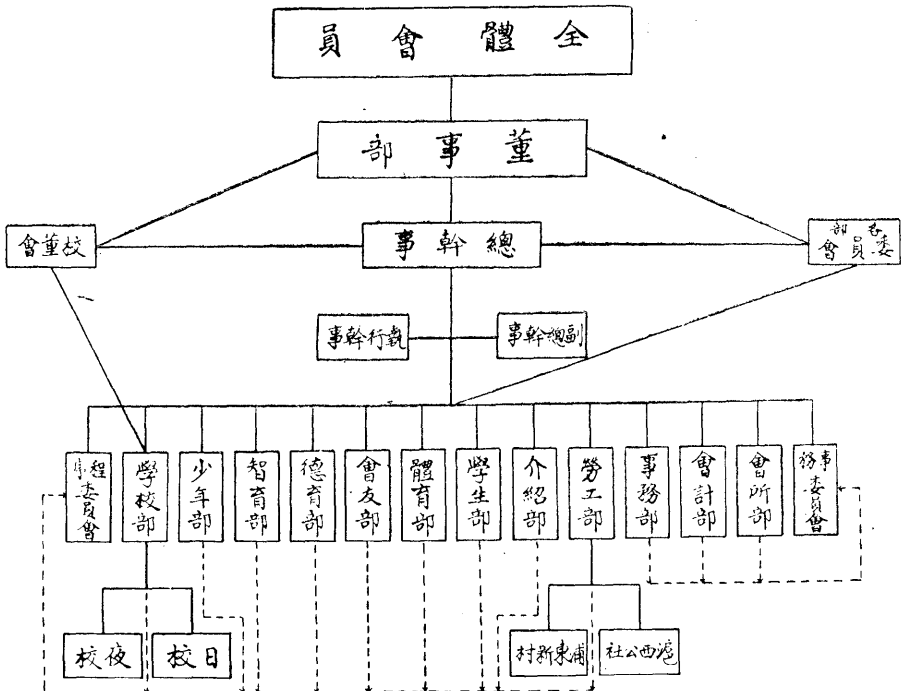 全體會員
董事部
各部委員會
總幹事
校董會
副總幹事
執行幹事
事務委員會
會所部
會計部
事務部
勞工部
介紹部
學生部
體育部
會友部
德育部
智育部
少年部
學校部
程序委員會
滬西公社
浦東新村
日校
夜校